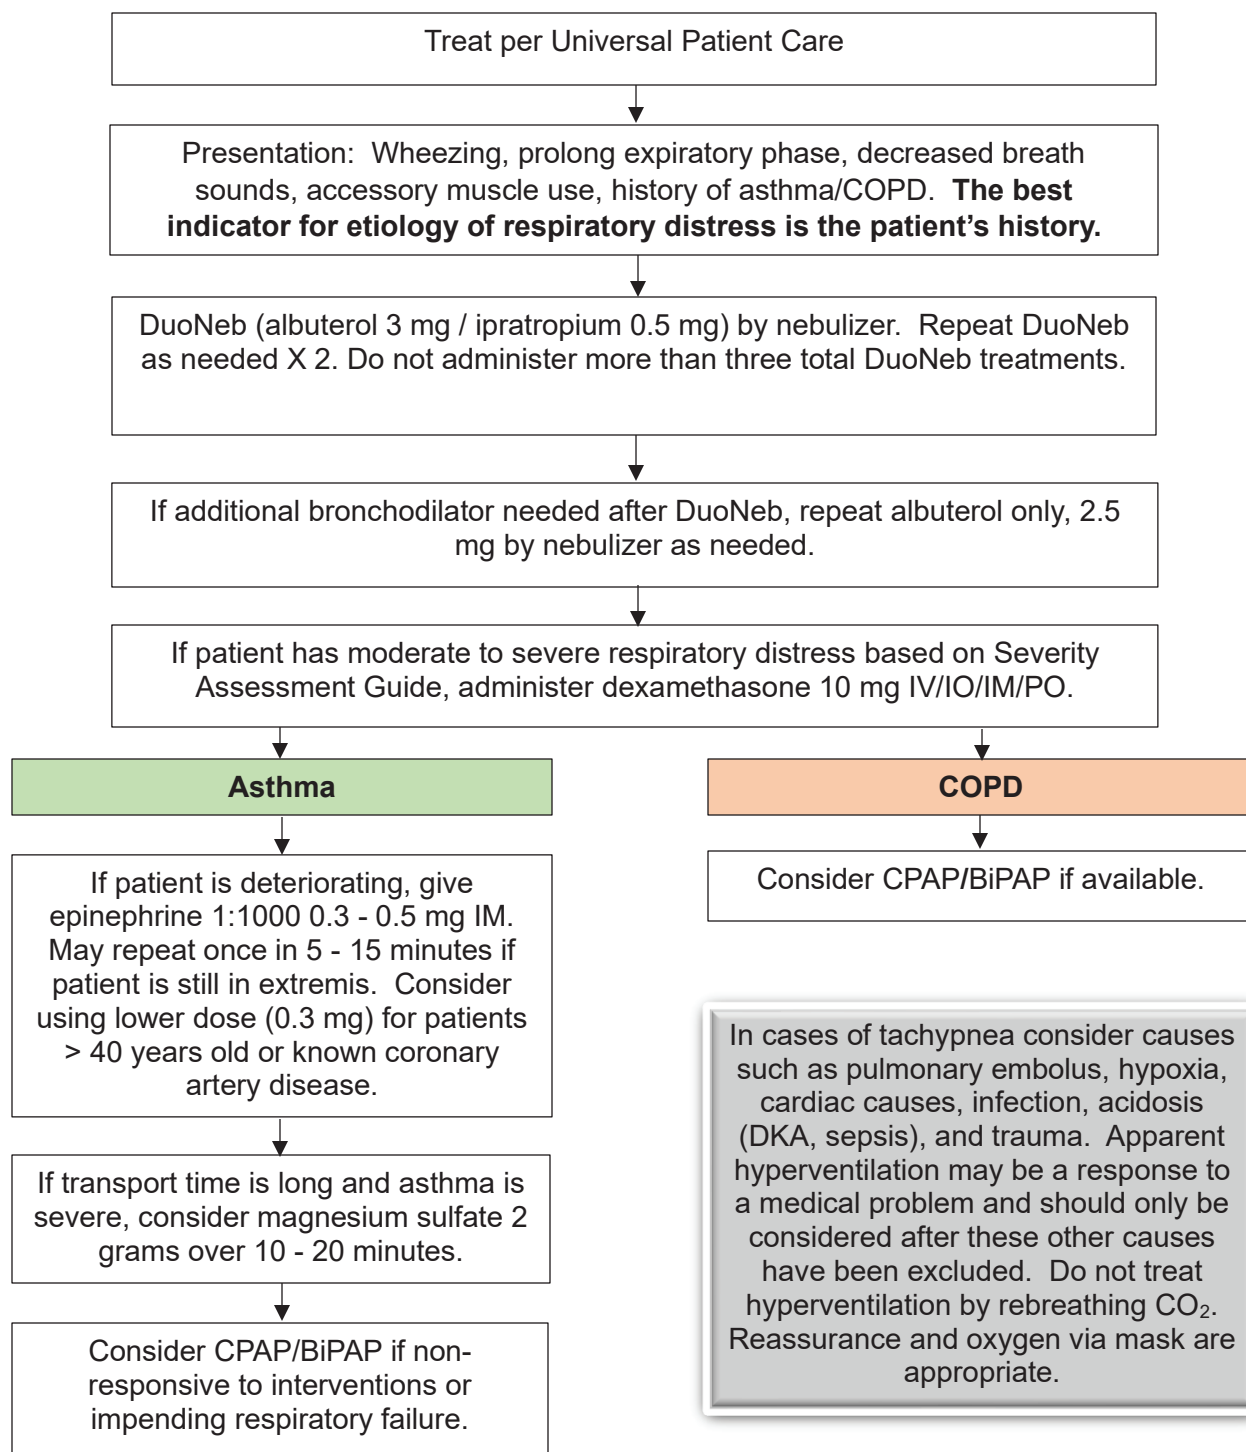 Treat per Universal Patient Care
Presentation: Wheezing, prolong expiratory phase, decreased breath
sounds, accessory muscle use, history of asthma/COPD. The best
indicator for etiology of respiratory distress is the patient's history.
DuoNeb (albuterol 3 mg / ipratropium 0.5 mg) by nebulizer. Repeat DuoNeb
as needed X 2. Do not administer more than three total DuoNeb treatments.
If additional bronchodilator needed after DuoNeb, repeat albuterol only, 2.5
mg by nebulizer as needed.
If patient has moderate to severe respiratory distress based on Severity
Assessment Guide, administer dexamethasone 10 mg IV/IO/IM/PO.
Asthma
If patient is deteriorating, give
epinephrine 1:1000 0.3 - 0.5 mg IM.
May repeat once in 5 - 15 minutes if
patient is still in extremis. Consider
using lower dose (0.3 mg) for patients
> 40 years old or known coronary
artery disease.
If transport time is long and asthma is
severe, consider magnesium sulfate 2
grams over 10 - 20 minutes.
Consider CPAP/BiPAP if non-
responsive to interventions or
impending respiratory failure.
COPD
Consider CPAP/BiPAP if available.
In cases of tachypnea consider causes
such as pulmonary embolus, hypoxia,
cardiac causes, infection, acidosis
(DKA, sepsis), and trauma. Apparent
hyperventilation may be a response to
a medical problem and should only be
considered after these other causes
have been excluded. Do not treat
hyperventilation by rebreathing CO₂.
Reassurance and oxygen via mask are
appropriate.